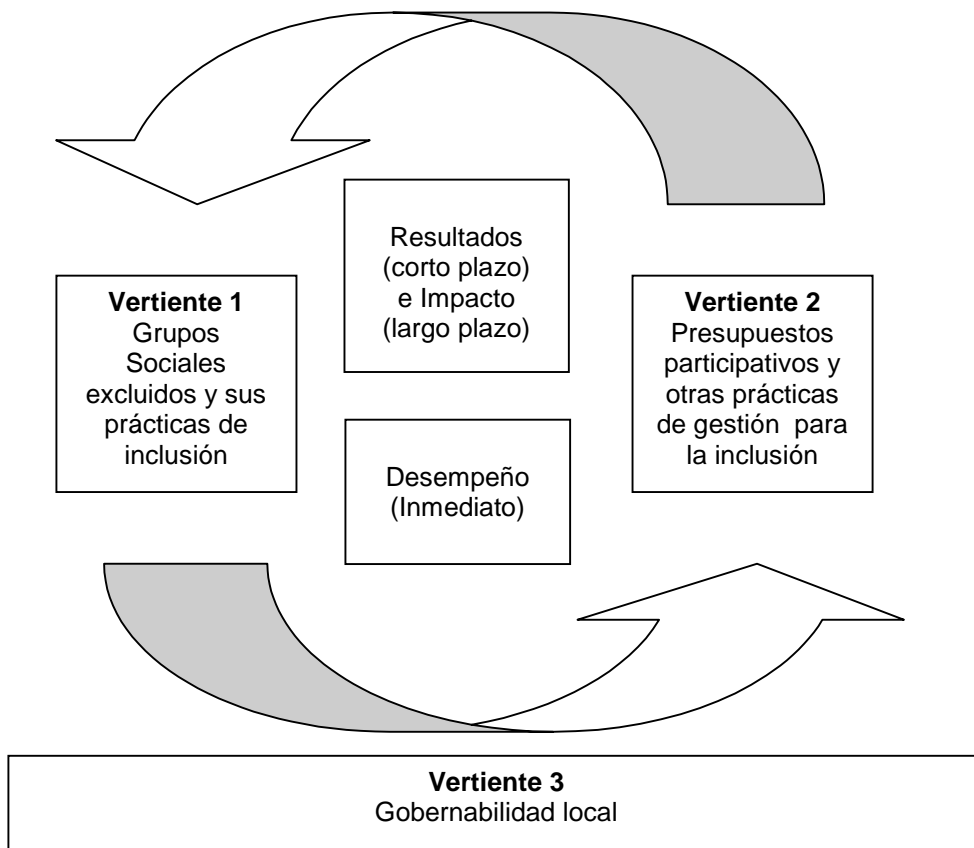 Resultados
(corto plazo)
e Impacto
(largo plazo)
Vertiente 1
Grupos
Sociales
excluidos y sus
prácticas de
inclusión
Vertiente 2
Presupuestos
participativos y
otras prácticas
de gestión para
la inclusión
Desempeño
(Inmediato)
Vertiente 3
Gobernabilidad local